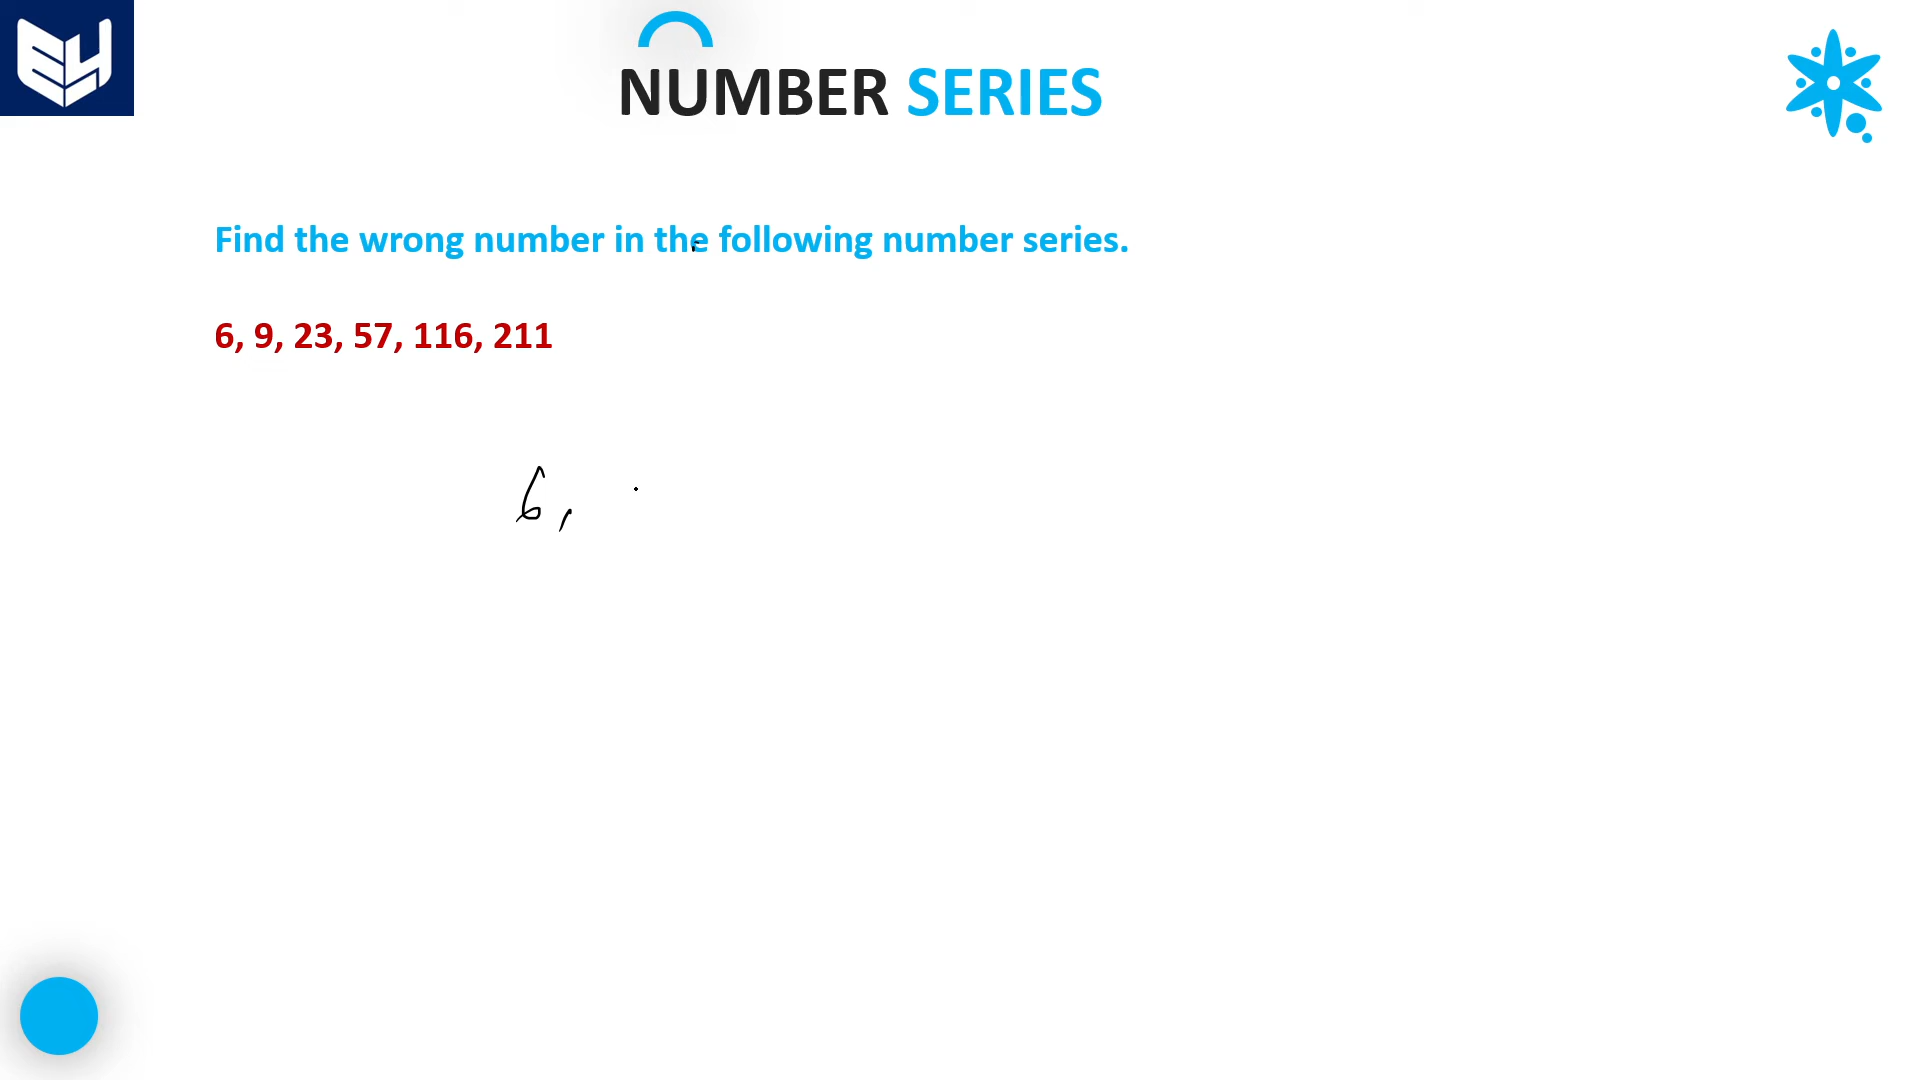 NUMBER SERIES
Find the wrong number in the following number series.
6, 9, 23, 57, 116, 211
6,